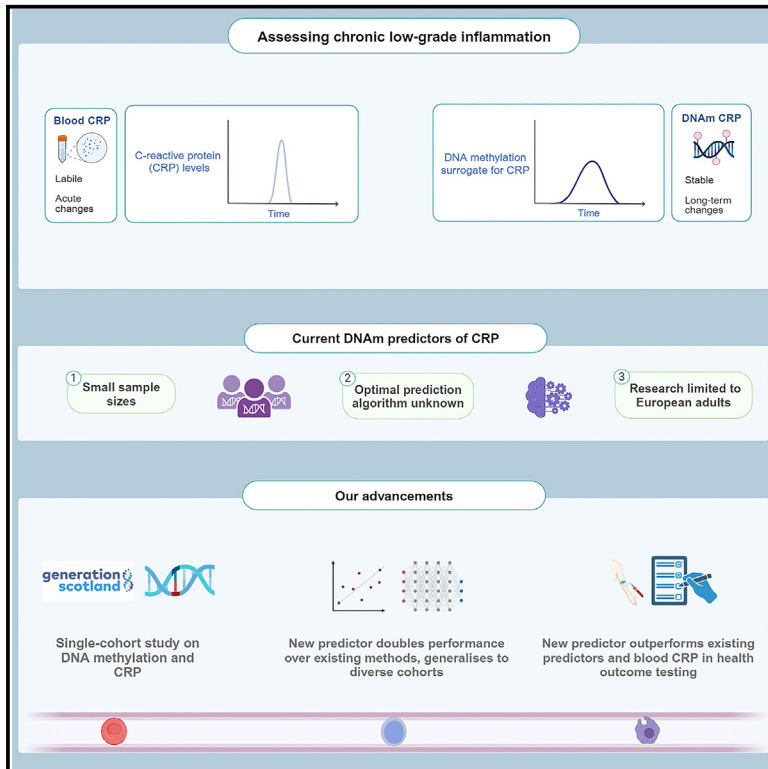 Assessing chronic low-grade inflammation
Blood CRP
Labile
Acute
changes
C-reactive protein
(CRP) levels
Time
DNA methylation
surrogate for CRP
Time
DNAm CRP
Stable
Long-term
changes
Current DNAm predictors of CRP
1
Small sample
sizes
2
Optimal prediction
algorithm unknown
3
Research limited to
European adults
Our advancements
generation
scotland
Single-cohort study on
DNA methylation and
CRP
New predictor doubles performance
over existing methods, generalises to
diverse cohorts
New predictor outperforms existing
predictors and blood CRP in health
outcome testing